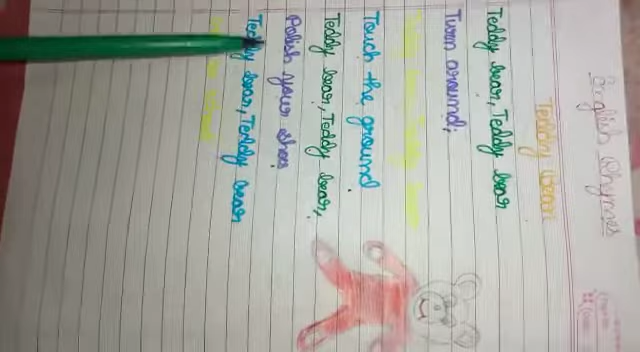 English Rhymes
Teddy Bear
Teddy bear, Teddy bear
Turn around;
Touch the ground
Teddy bear, Teddy bear,
Polish your shoes
Teddy bear, Teddy bear